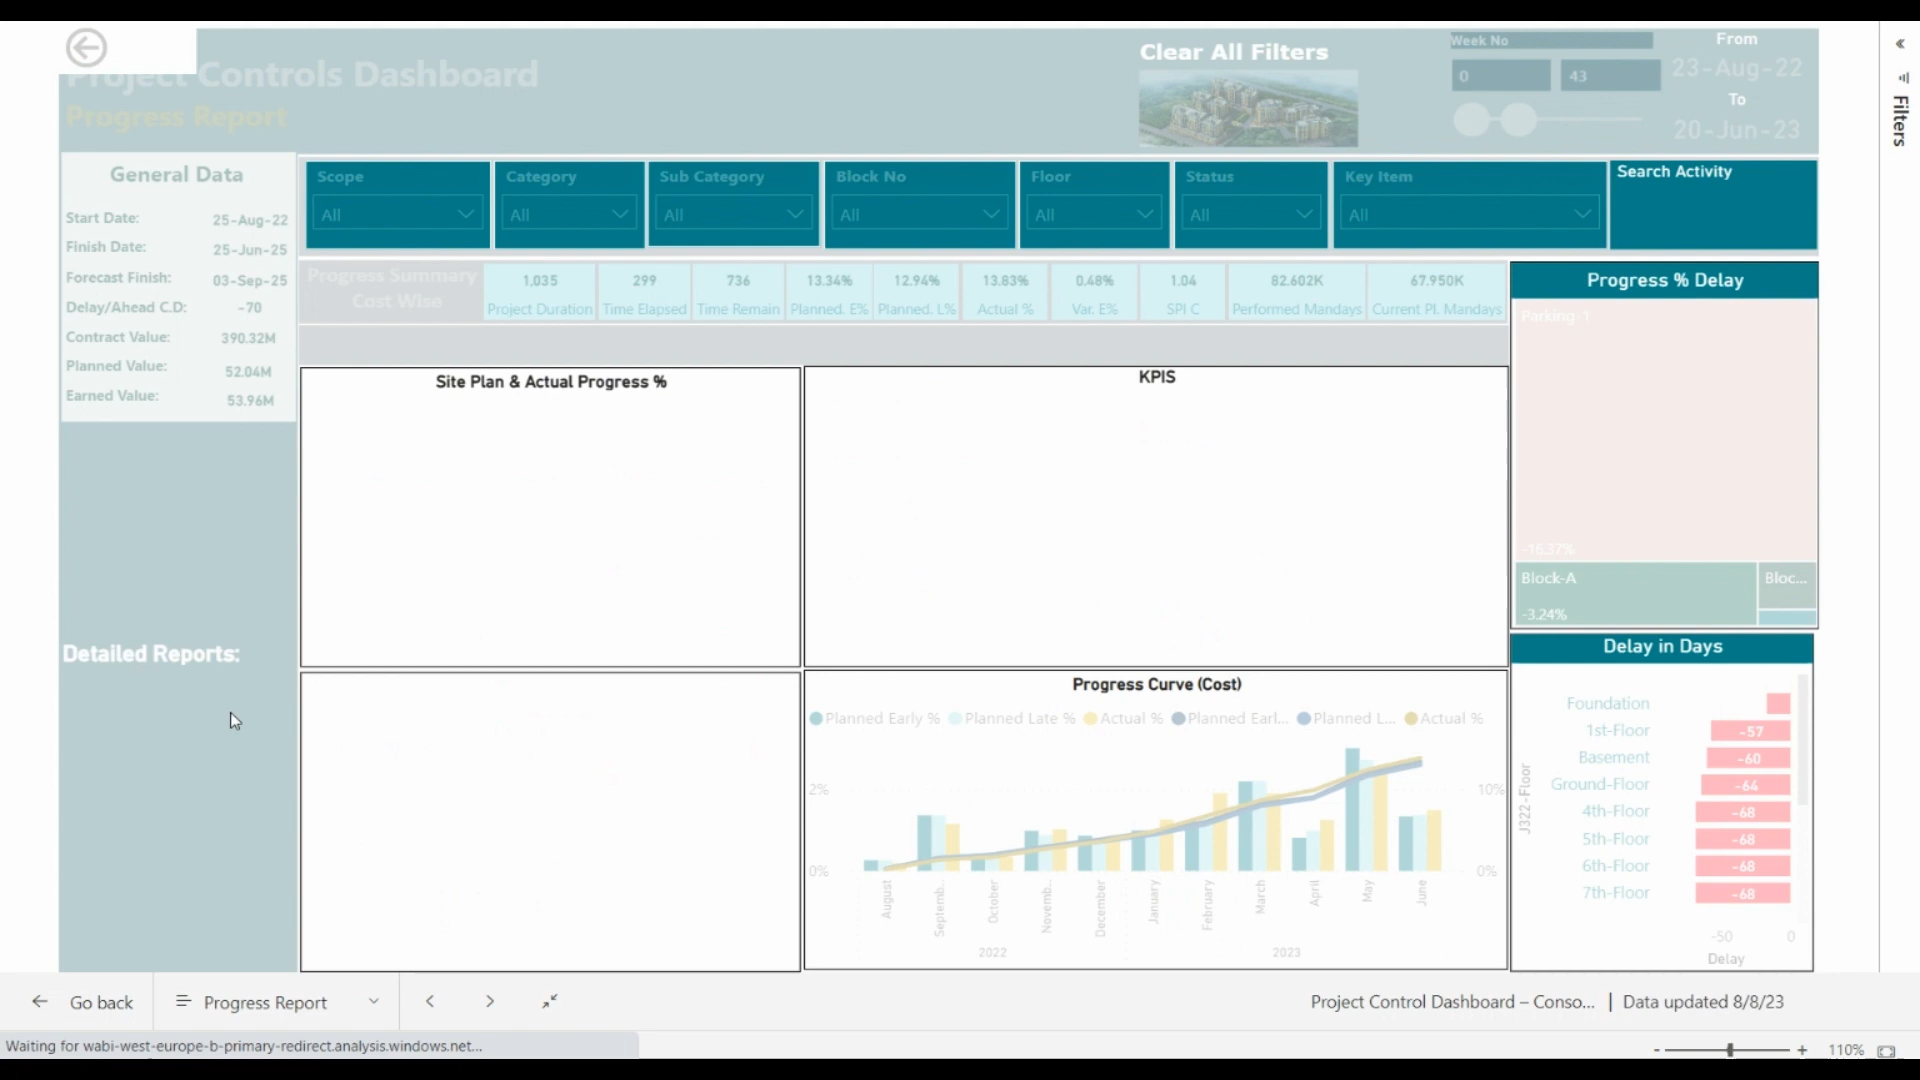 Project Controls Dashboard
Progress Report
Clear All Filters
Week No
0
43
From
23-Aug-22
To
20-Jun-23
Filters
General Data
Start Date: 25-Aug-22
Finish Date: 25-Jun-25
Forecast Finish: 03-Sep-25
Delay/Ahead C.D: -70
Contract Value: 390.32M
Planned Value: 52.04M
Earned Value: 53.96M
Detailed Reports:
Scope
All
Category
All
Sub Category
All
Block No
All
Floor
All
Status
All
Key Item
All
Search Activity
Progress Summary
Cost Wise
1,035
Project Duration
299
Time Elapsed
736
Time Remain
13.34%
Planned. E%
12.94%
Planned. L%
13.83%
Actual %
0.48%
Var. E%
1.04
SPI C
82.602K
Performed Mandays
67.950K
Current Pl. Mandays
Site Plan & Actual Progress %
KPIS
Progress Curve (Cost)
Planned Early % Planned Late % Actual % Planned Earl... Planned L... Actual %
2%
0%
10%
0%
August
Septemb...
October
Novemb...
December
January
February
March
April
May
June
2022
2023
Progress % Delay
Parking-1
-16.37%
Block-A
-3.24%
Bloc...
Delay in Days
J322-Floor
Foundation
1st-Floor -57
Basement -60
Ground-Floor -64
4th-Floor -68
5th-Floor -68
6th-Floor -68
7th-Floor -68
-50 0
Delay
Go back
Progress Report
Project Control Dashboard – Conso... | Data updated 8/8/23
Waiting for wabi-west-europe-b-primary-redirect.analysis.windows.net...
- + 110%